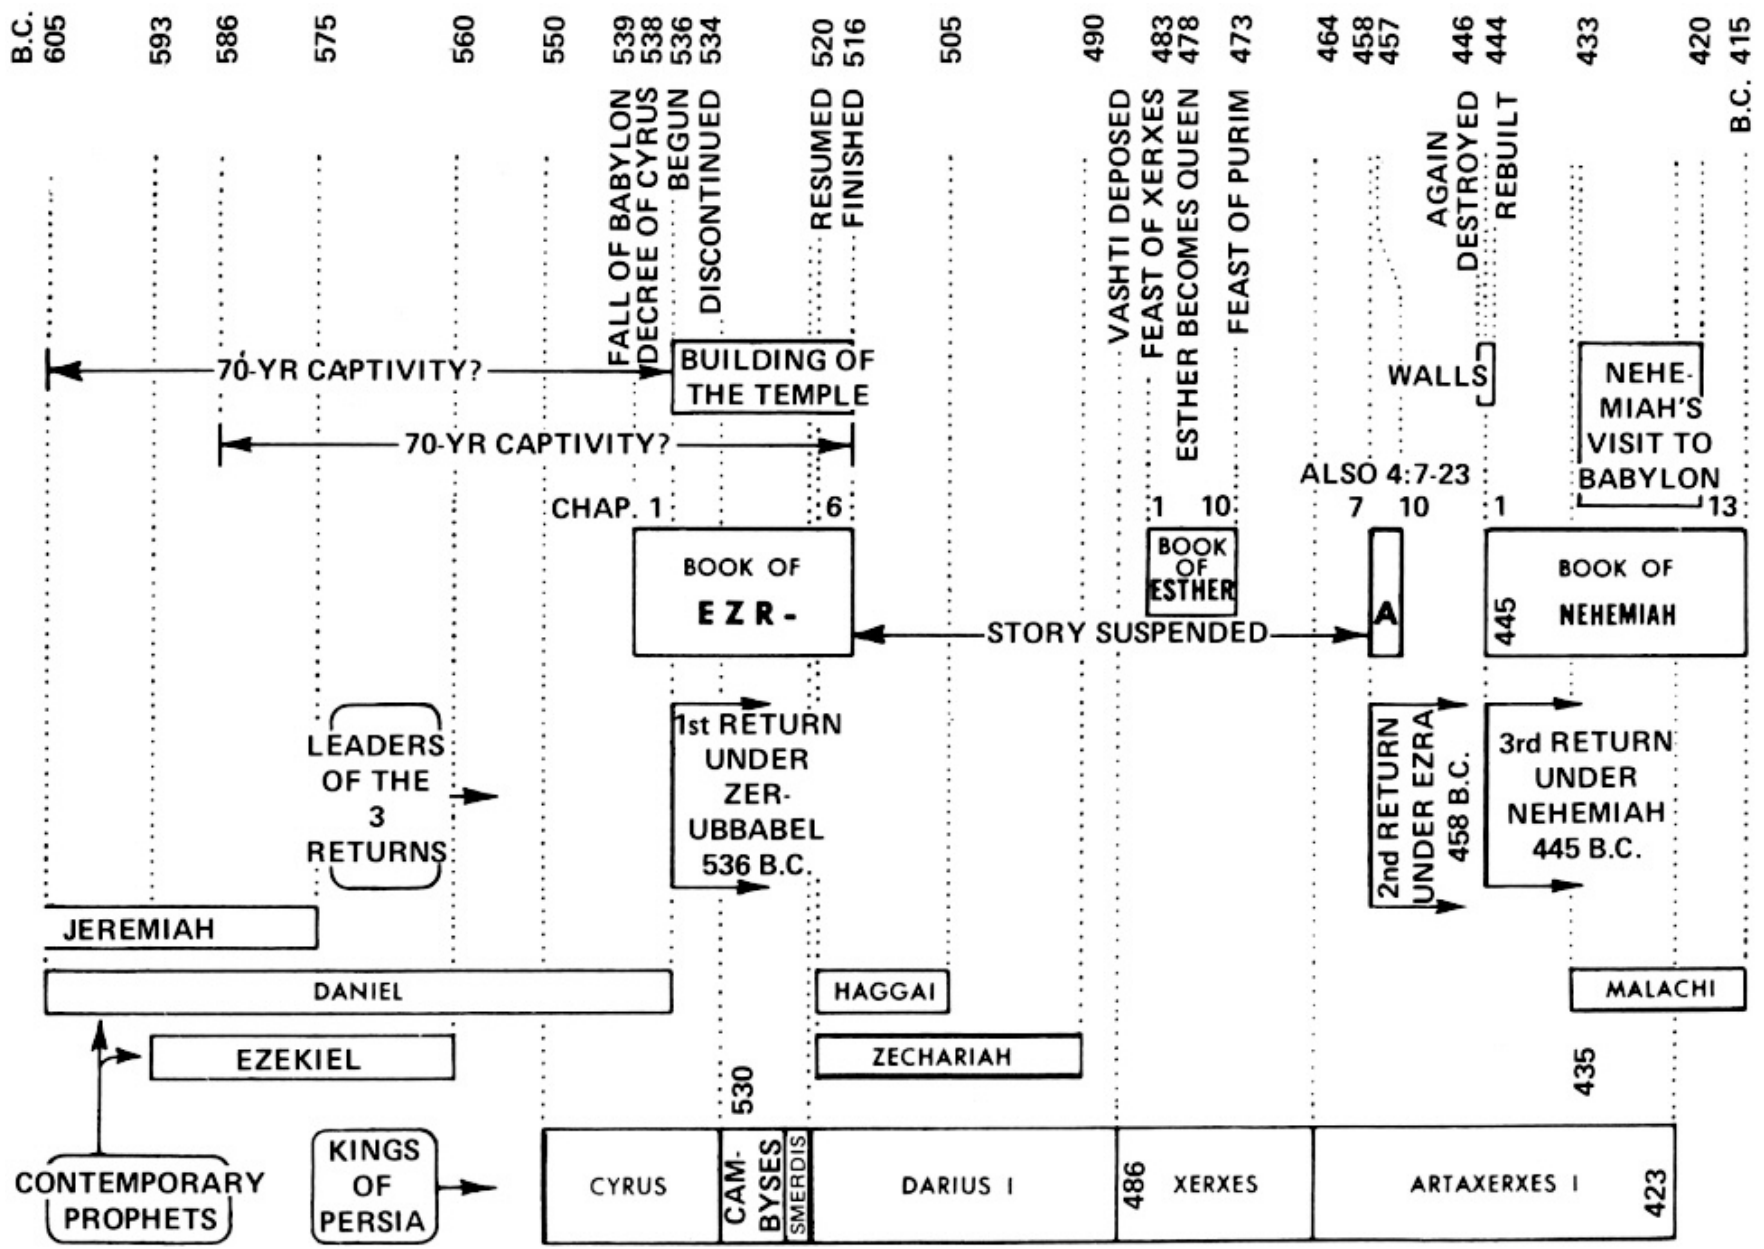 B.C.
605
593
586
575
560
550
539
538
536
534
520
516
505
490
483
478
473
464
458
457
446
444
433
420
B.C. 415
FALL OF BABYLON
DECREE OF CYRUS
BEGUN
DISCONTINUED
RESUMED
FINISHED
VASHTI DEPOSED
FEAST OF XERXES
ESTHER BECOMES QUEEN
FEAST OF PURIM
AGAIN
DESTROYED
REBUILT
70-YR CAPTIVITY?
BUILDING OF
THE TEMPLE
WALLS
NEHE-
MIAH'S
VISIT TO
BABYLON
70-YR CAPTIVITY?
ALSO 4:7-23
CHAP. 1
6
1
10
7
10
1
13
BOOK OF
EZR-
BOOK
OF
ESTHER
A
445
BOOK OF
NEHEMIAH
STORY SUSPENDED
LEADERS
OF THE
3
RETURNS
1st RETURN
UNDER
ZER-
UBBABEL
536 B.C.
2nd RETURN
UNDER EZRA
458 B.C.
3rd RETURN
UNDER
NEHEMIAH
445 B.C.
JEREMIAH
DANIEL
HAGGAI
MALACHI
EZEKIEL
ZECHARIAH
530
435
CONTEMPORARY
PROPHETS
KINGS
OF
PERSIA
CYRUS
CAM-
BYSES
SMERDIS
DARIUS I
486
XERXES
ARTAXERXES I
423